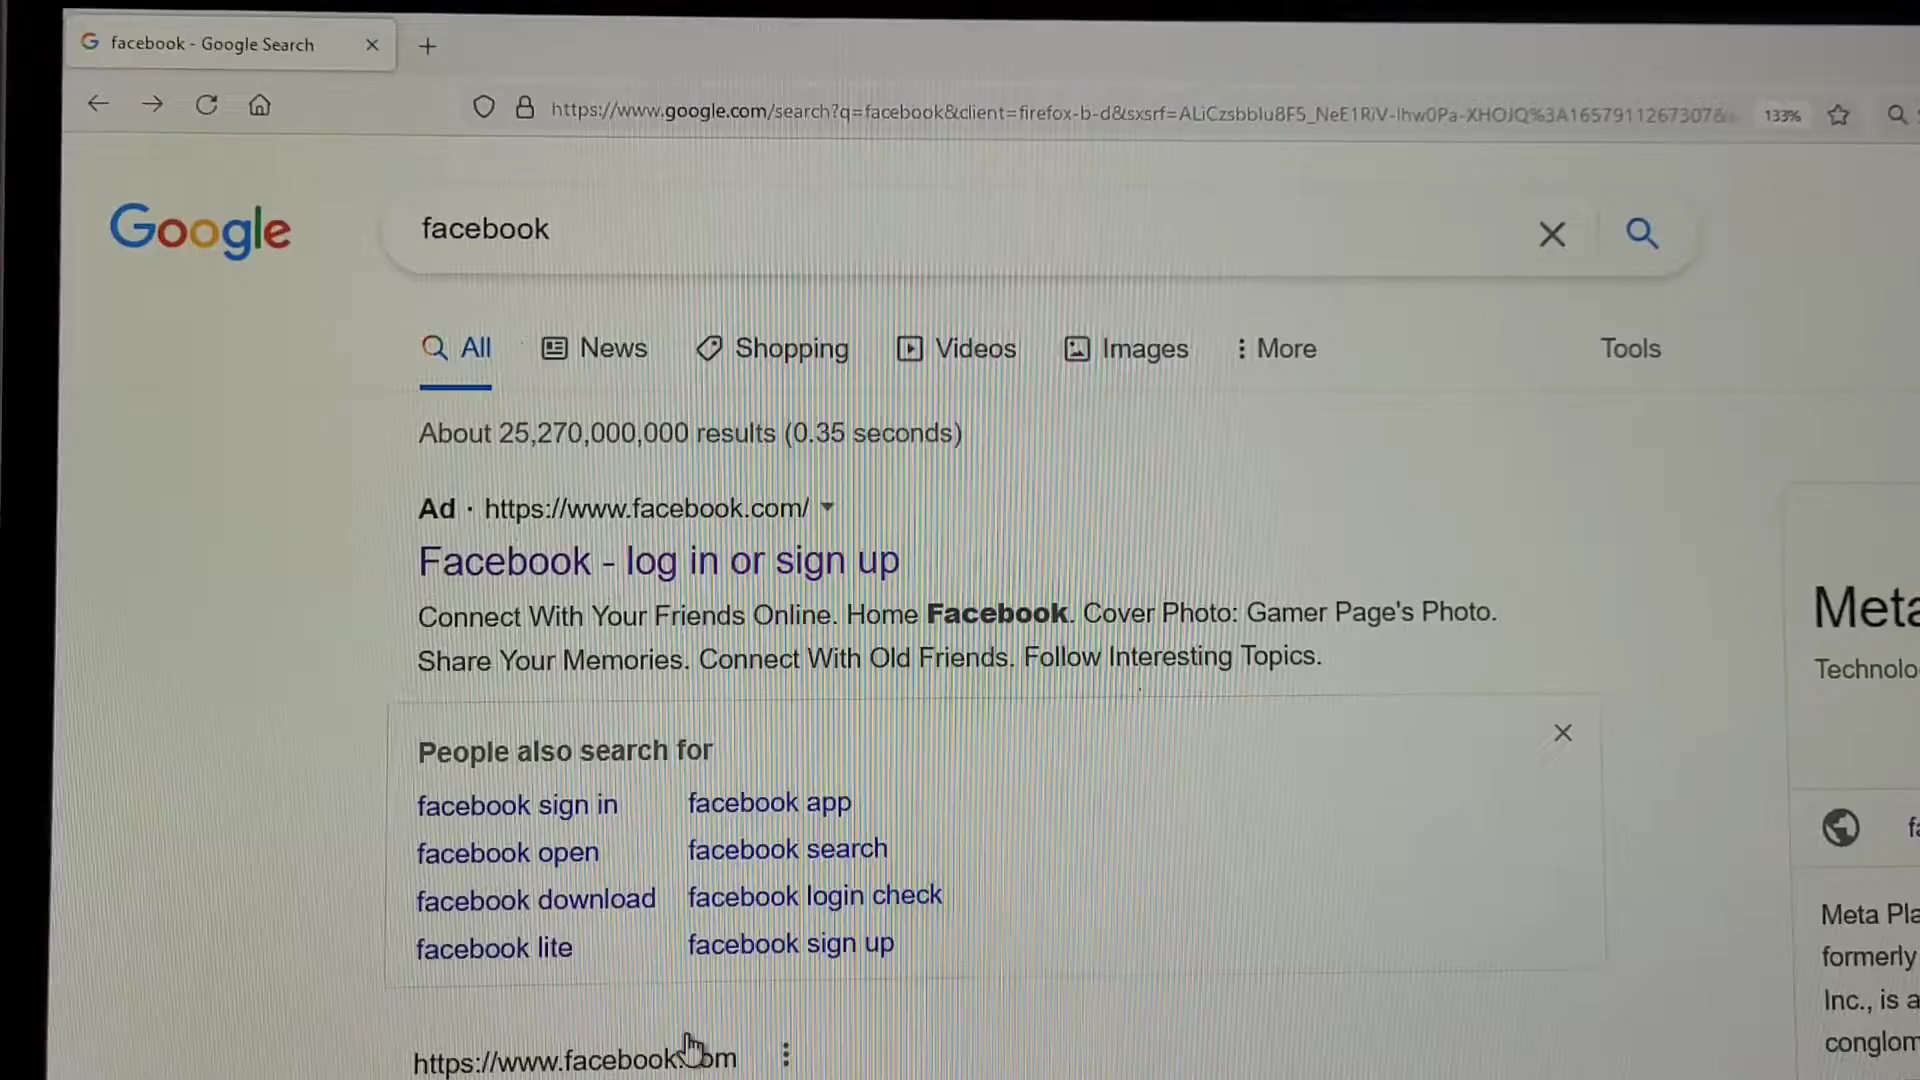 facebook - Google Search
https://www.google.com/search?q=facebook&client=firefox-b-d&sxsrf=
133%
Google
facebook
All News Shopping Videos Images More Tools
About 25,270,000,000 results (0.35 seconds)
Ad · https://www.facebook.com/
Facebook - log in or sign up
Connect With Your Friends Online. Home Facebook. Cover Photo: Gamer Page's Photo.
Share Your Memories. Connect With Old Friends. Follow Interesting Topics.
People also search for
facebook sign in facebook app
facebook open facebook search
facebook download facebook login check
facebook lite facebook sign up
https://www.facebook.com
Meta
Technolo
Meta Pla
formerly
Inc., is a
conglom